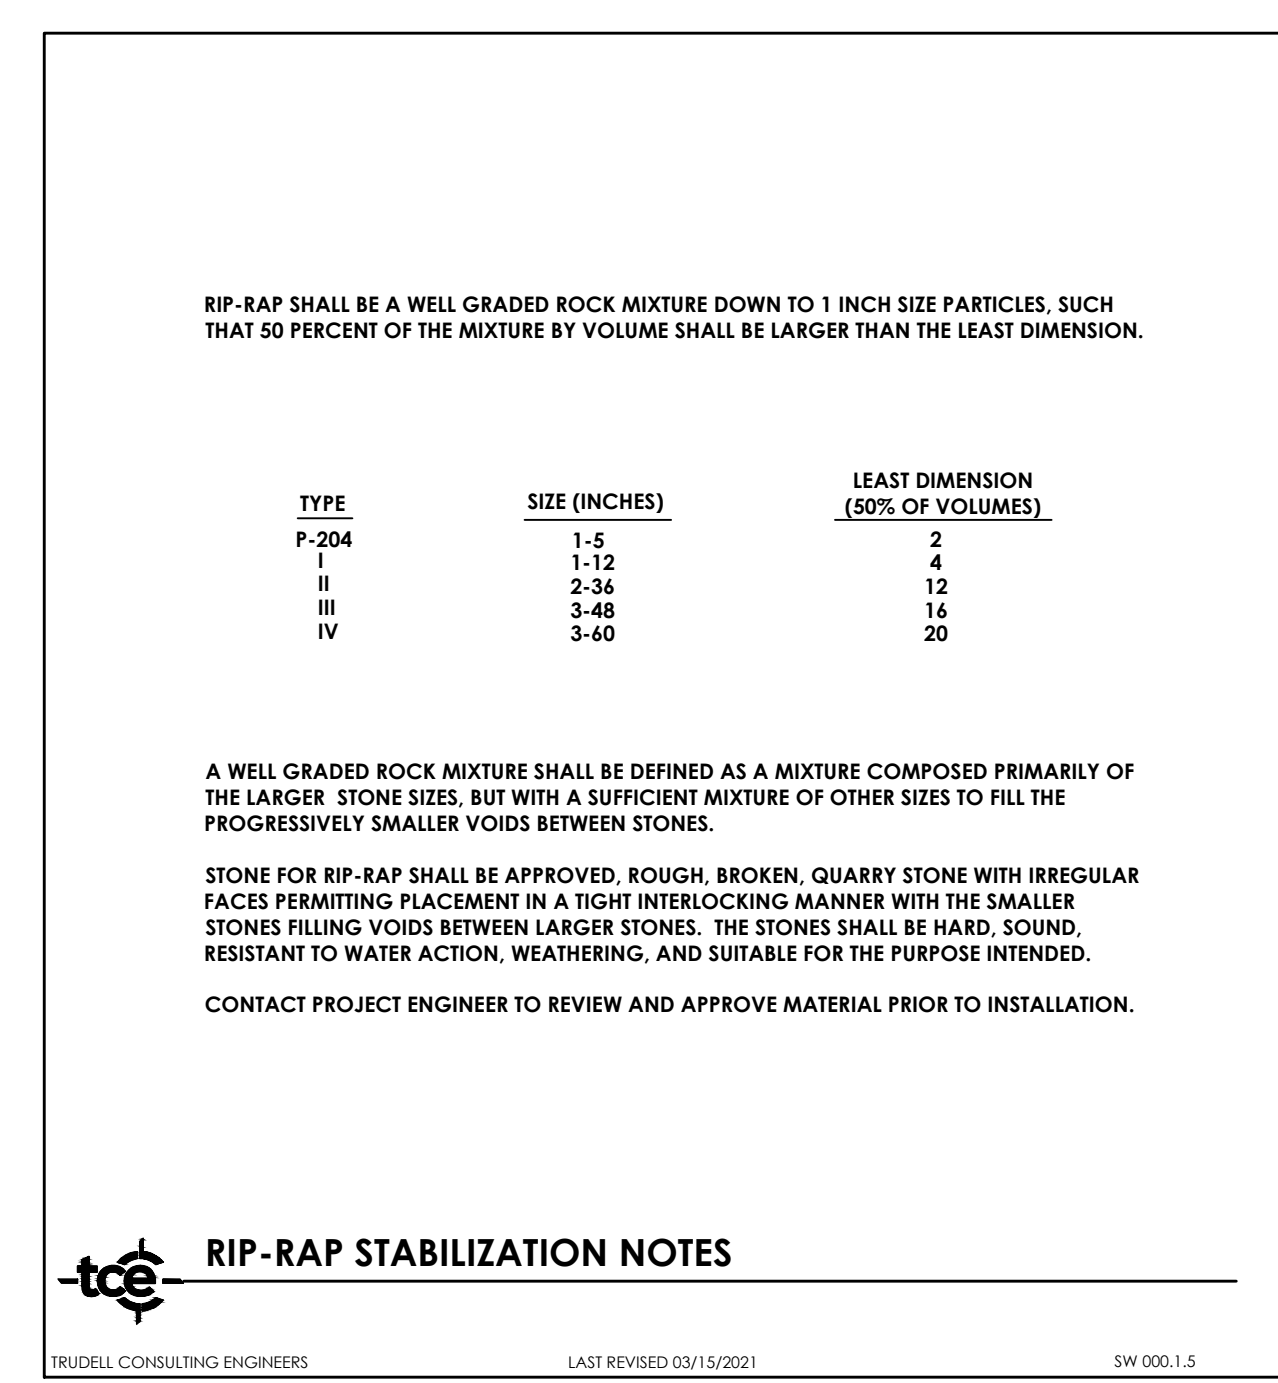 RIP-RAP SHALL BE A WELL GRADED ROCK MIXTURE DOWN TO 1 INCH SIZE PARTICLES, SUCH
THAT 50 PERCENT OF THE MIXTURE BY VOLUME SHALL BE LARGER THAN THE LEAST DIMENSION.
LEAST DIMENSION
TYPE SIZE (INCHES) (50% OF VOLUMES)
P-204 1-5 2
I 1-12 4
II 2-36 12
III 3-48 16
IV 3-60 20
A WELL GRADED ROCK MIXTURE SHALL BE DEFINED AS A MIXTURE COMPOSED PRIMARILY OF
THE LARGER  STONE SIZES, BUT WITH A SUFFICIENT MIXTURE OF OTHER SIZES TO FILL THE
PROGRESSIVELY SMALLER VOIDS BETWEEN STONES.
STONE FOR RIP-RAP SHALL BE APPROVED, ROUGH, BROKEN, QUARRY STONE WITH IRREGULAR
FACES PERMITTING PLACEMENT IN A TIGHT INTERLOCKING MANNER WITH THE SMALLER
STONES FILLING VOIDS BETWEEN LARGER STONES.  THE STONES SHALL BE HARD, SOUND,
RESISTANT TO WATER ACTION, WEATHERING, AND SUITABLE FOR THE PURPOSE INTENDED.
CONTACT PROJECT ENGINEER TO REVIEW AND APPROVE MATERIAL PRIOR TO INSTALLATION.
RIP-RAP STABILIZATION NOTES
tce
TRUDELL CONSULTING ENGINEERS LAST REVISED 03/15/2021 SW 000.1.5